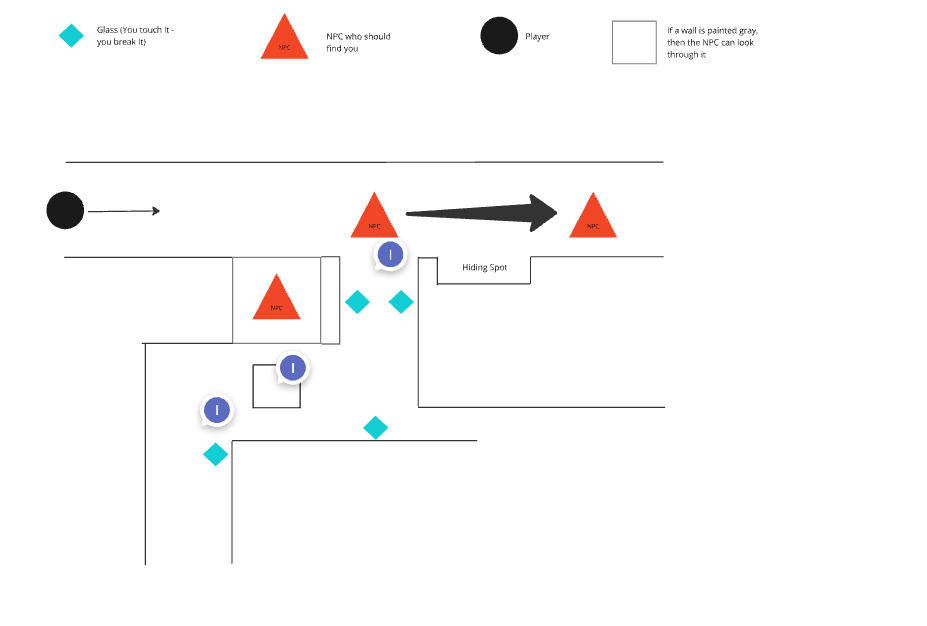 Glass (You touch It -
you break It)
NPC
NPC who should
find you
Player
If a wall is painted gray,
then the NPC can look
through it
NPC
NPC
I
Hiding Spot
NPC
I
I